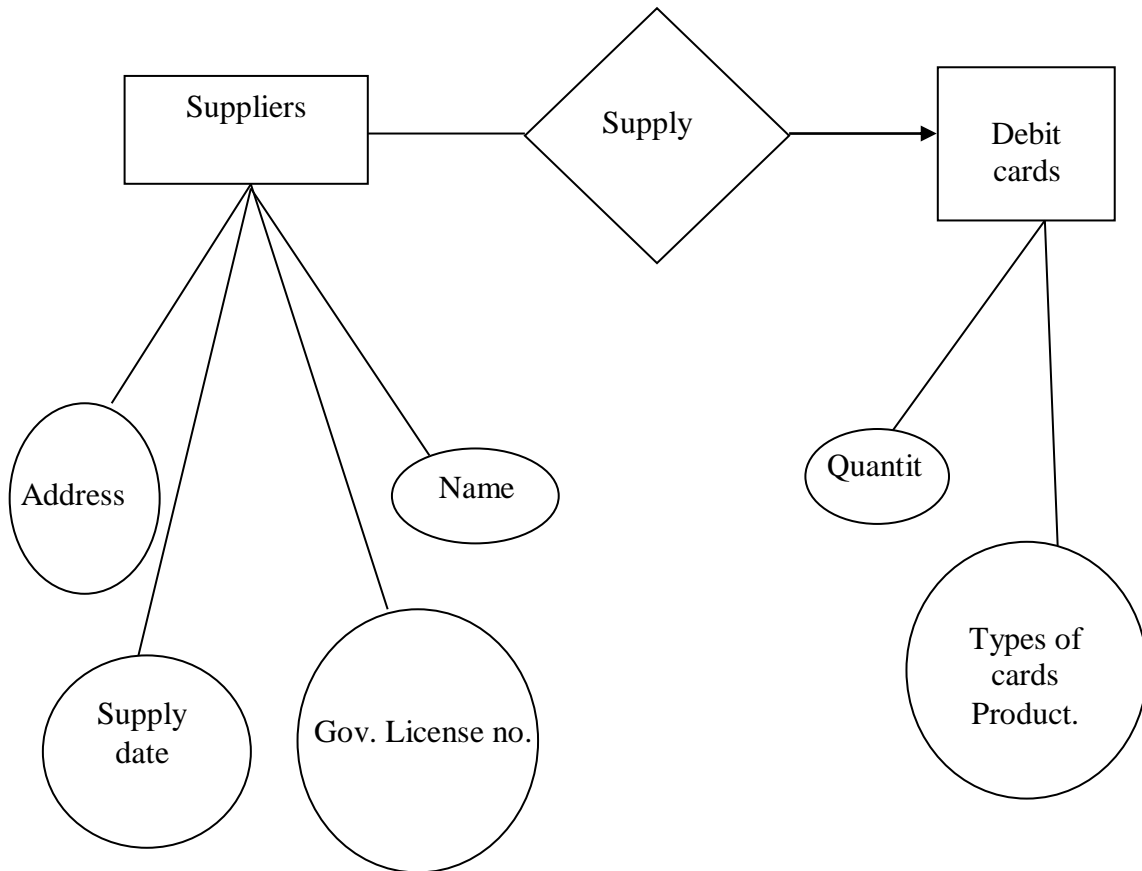 Suppliers
Supply
Debit
cards
Address
Name
Quantit
Supply
date
Gov. License no.
Types of
cards
Product.